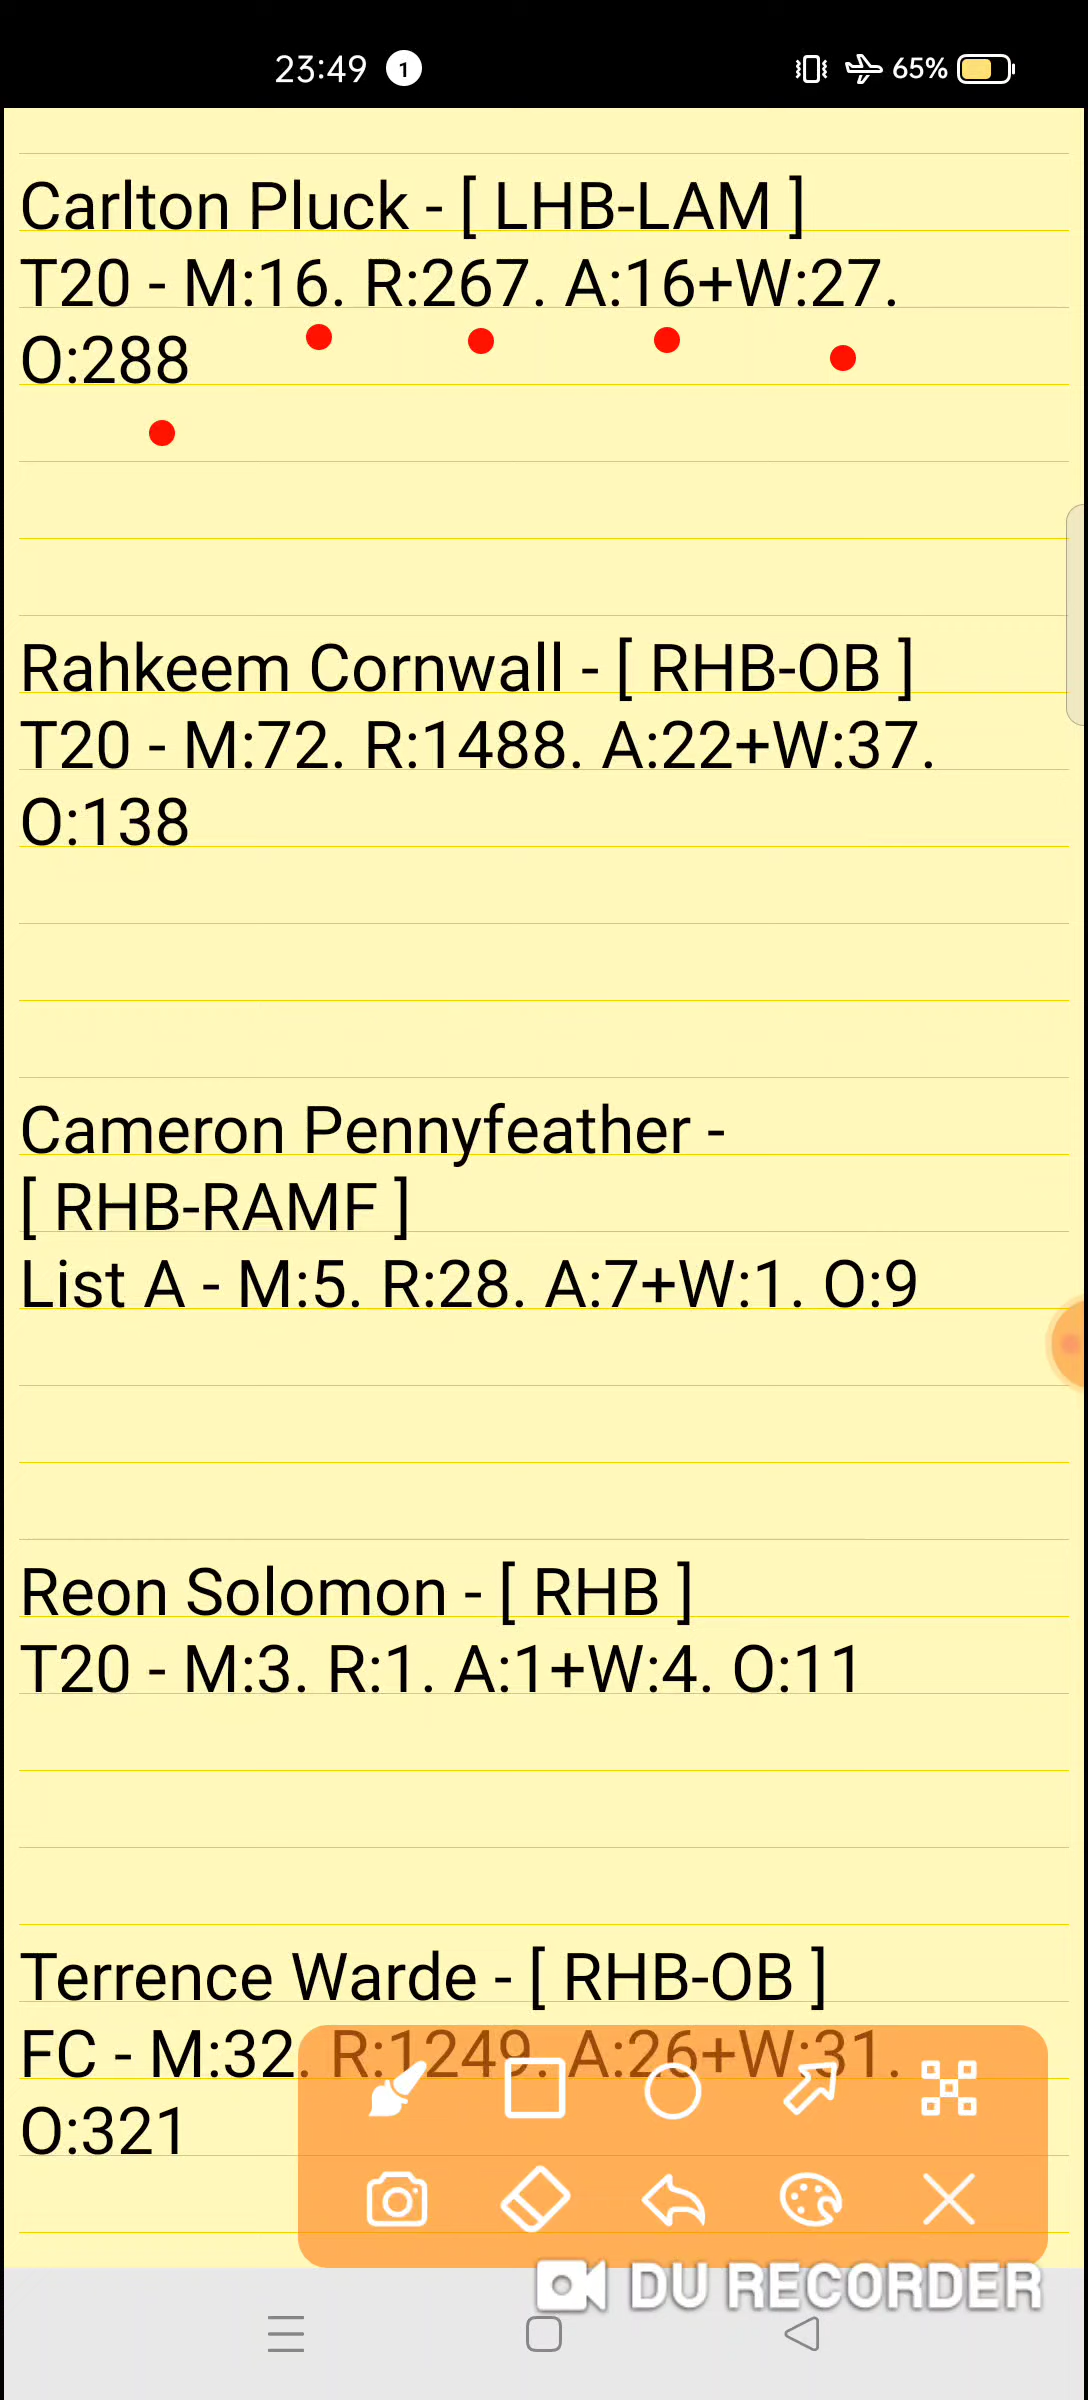 23:49 1 65%
Carlton Pluck - [ LHB-LAM ]
T20 - M:16. R:267. A:16+W:27.
O:288
Rahkeem Cornwall - [ RHB-OB ]
T20 - M:72. R:1488. A:22+W:37.
O:138
Cameron Pennyfeather -
[ RHB-RAMF ]
List A - M:5. R:28. A:7+W:1. O:9
Reon Solomon - [ RHB ]
T20 - M:3. R:1. A:1+W:4. O:11
Terrence Warde - [ RHB-OB ]
FC - M:32. R:1249. A:26+W:31.
O:321
DU RECORDER